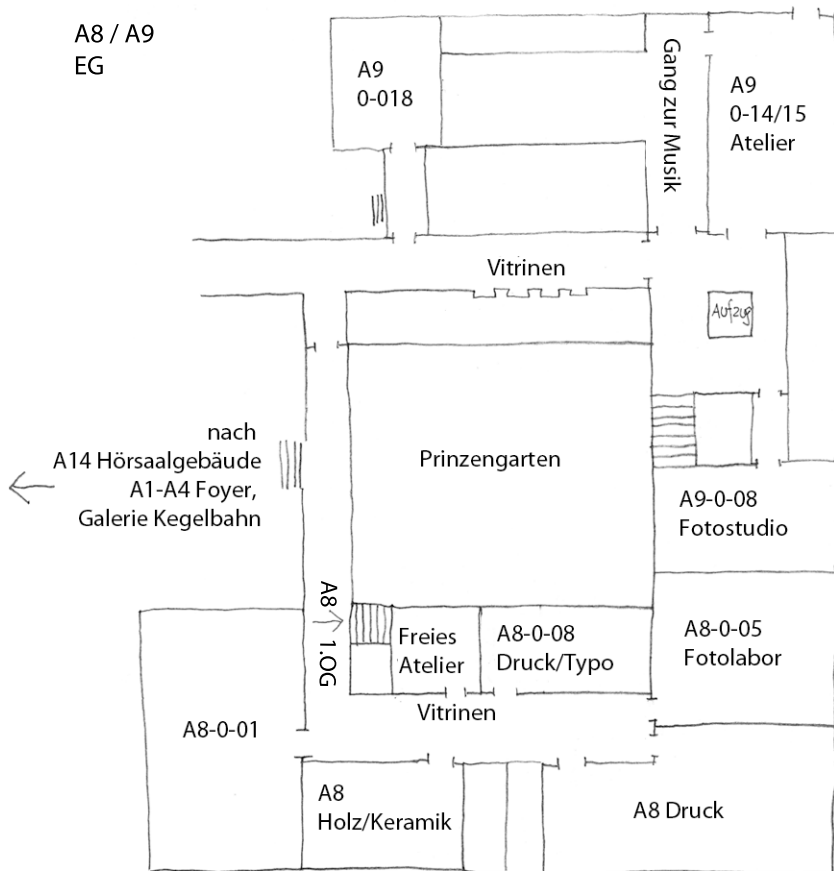 A8 / A9
EG
A9
0-018
Gang zur Musik
A9
0-14/15
Atelier
Vitrinen
Aufzug
nach
A14 Hörsaalgebäude
A1-A4 Foyer,
Galerie Kegelbahn
Prinzengarten
A9-0-08
Fotostudio
A8 1.OG
Freies
Atelier
A8-0-08
Druck/Typo
A8-0-05
Fotolabor
Vitrinen
A8-0-01
A8
Holz/Keramik
A8 Druck